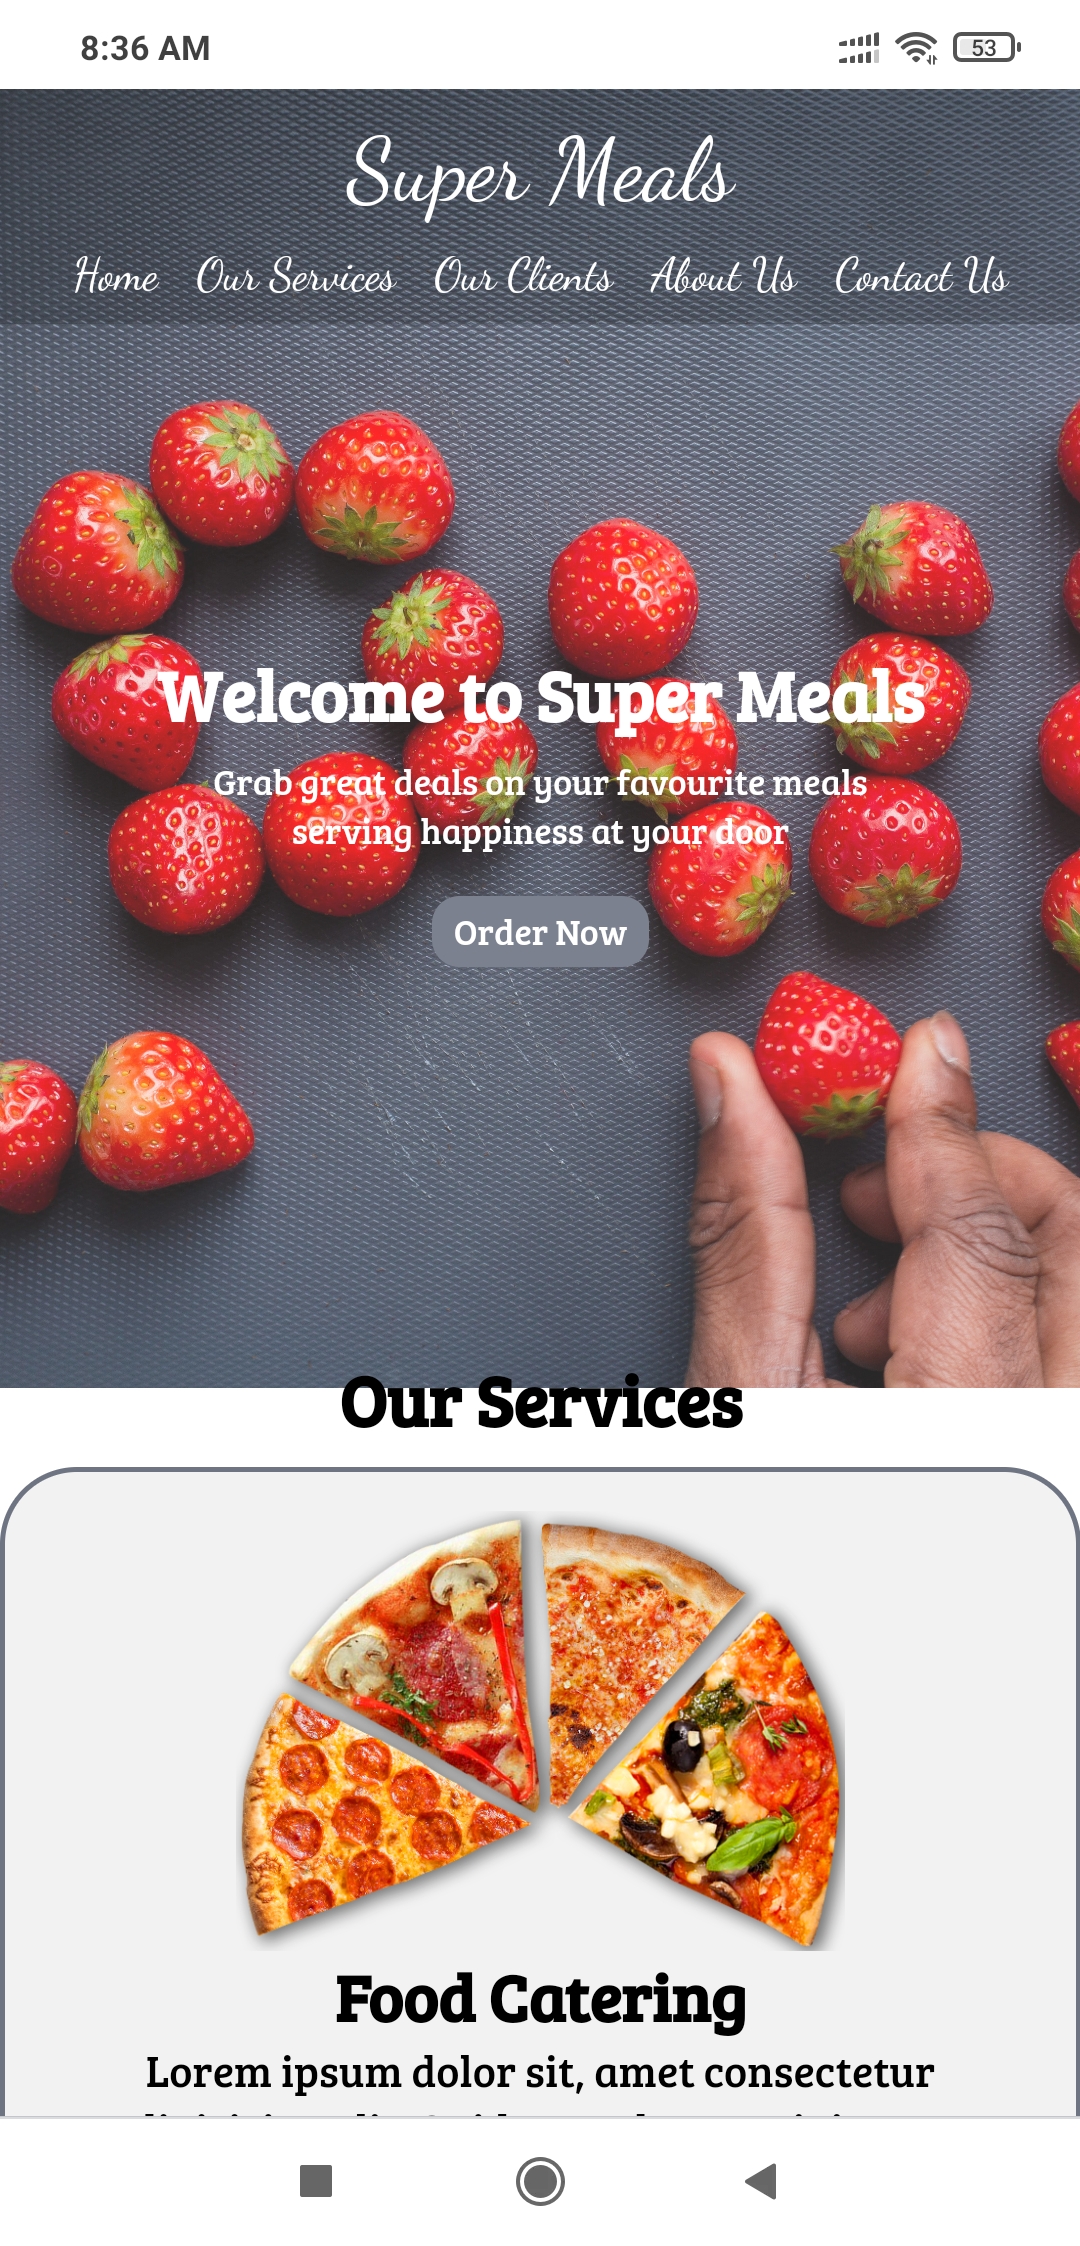 8:36 AM
53
Super Meals
Home Our Services Our Clients About Us Contact Us
Welcome to Super Meals
Grab great deals on your favourite meals
serving happiness at your door
Order Now
Our Services
Food Catering
Lorem ipsum dolor sit, amet consectetur